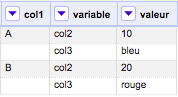 col1 variable valeur
A col2 10
col3 bleu
B col2 20
col3 rouge